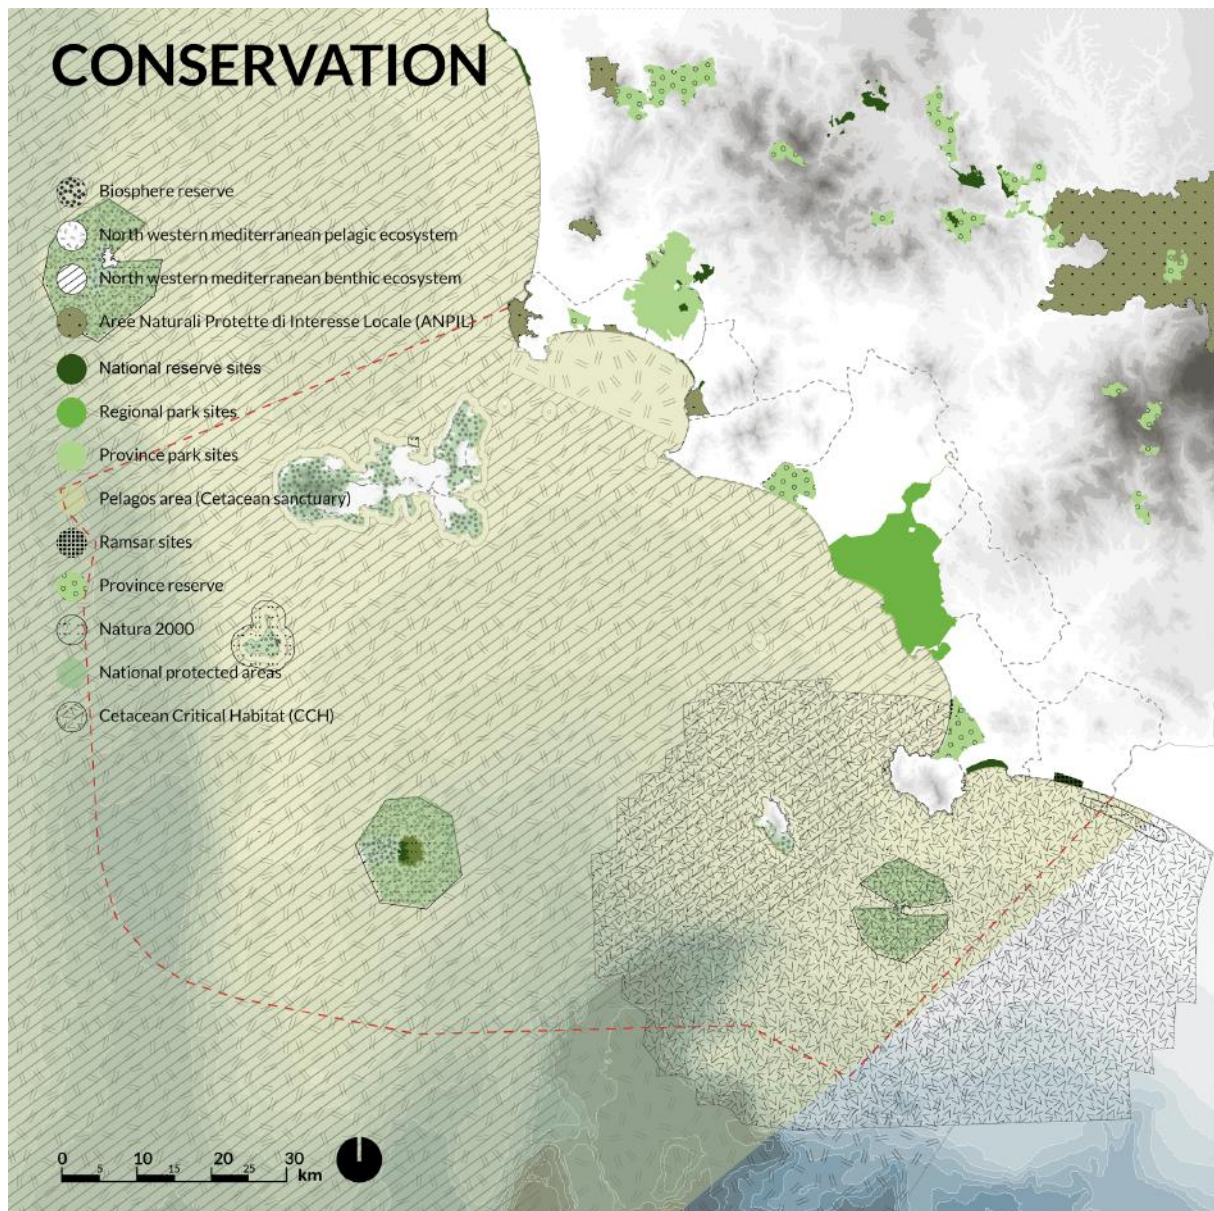 CONSERVATION
Biosphere reserve
North western mediterranean pelagic ecosystem
North western mediterranean benthic ecosystem
Aree Naturali Protette di Interesse Locale (ANPIL)
National reserve sites
Regional park sites
Province park sites
Pelagos area (Cetacean sanctuary)
Ramsar sites
Province reserve
Natura 2000
National protected areas
Cetacean Critical Habitat (CCH)
0 10 20 30
5 15 25 km